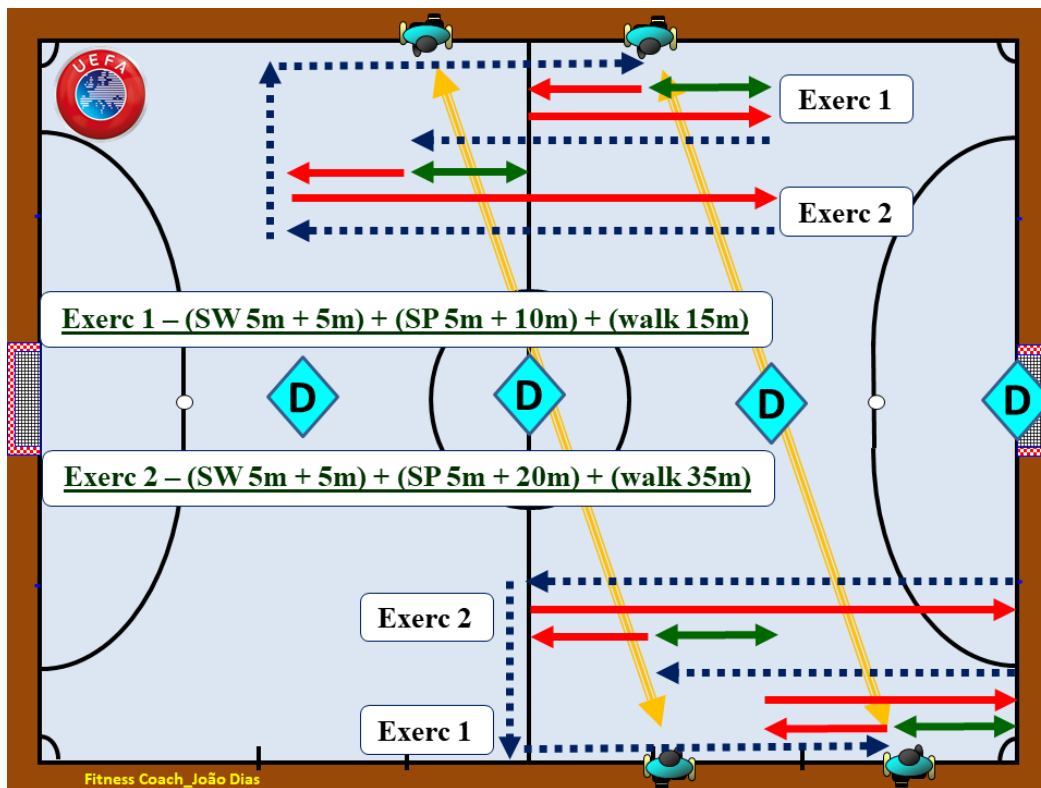 UEFA
Exerc 1
Exerc 2
Exerc 1 – (SW 5m + 5m) + (SP 5m + 10m) + (walk 15m)
D D D D
Exerc 2 – (SW 5m + 5m) + (SP 5m + 20m) + (walk 35m)
Exerc 2
Exerc 1
Fitness Coach_João Dias